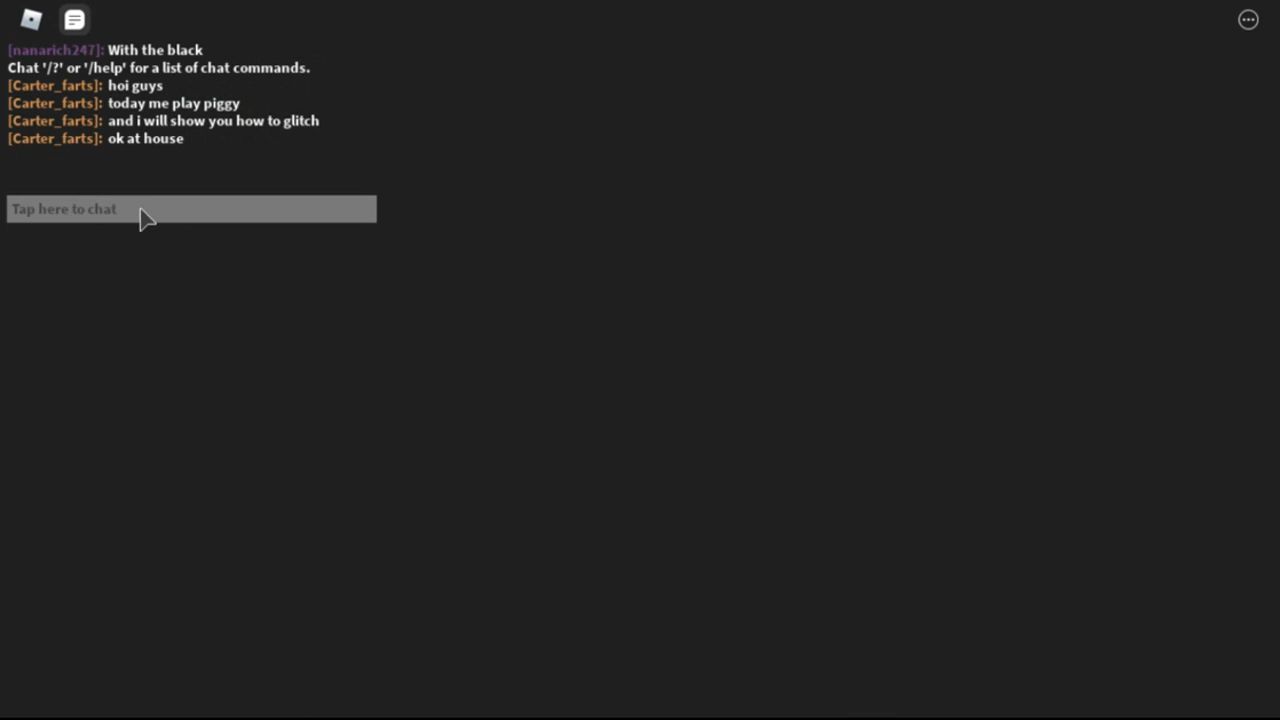 [nanarich247]: With the black
Chat '/?' or '/help' for a list of chat commands.
[Carter_farts]: hoi guys
[Carter_farts]: today me play piggy
[Carter_farts]: and i will show you how to glitch
[Carter_farts]: ok at house
Tap here to chat